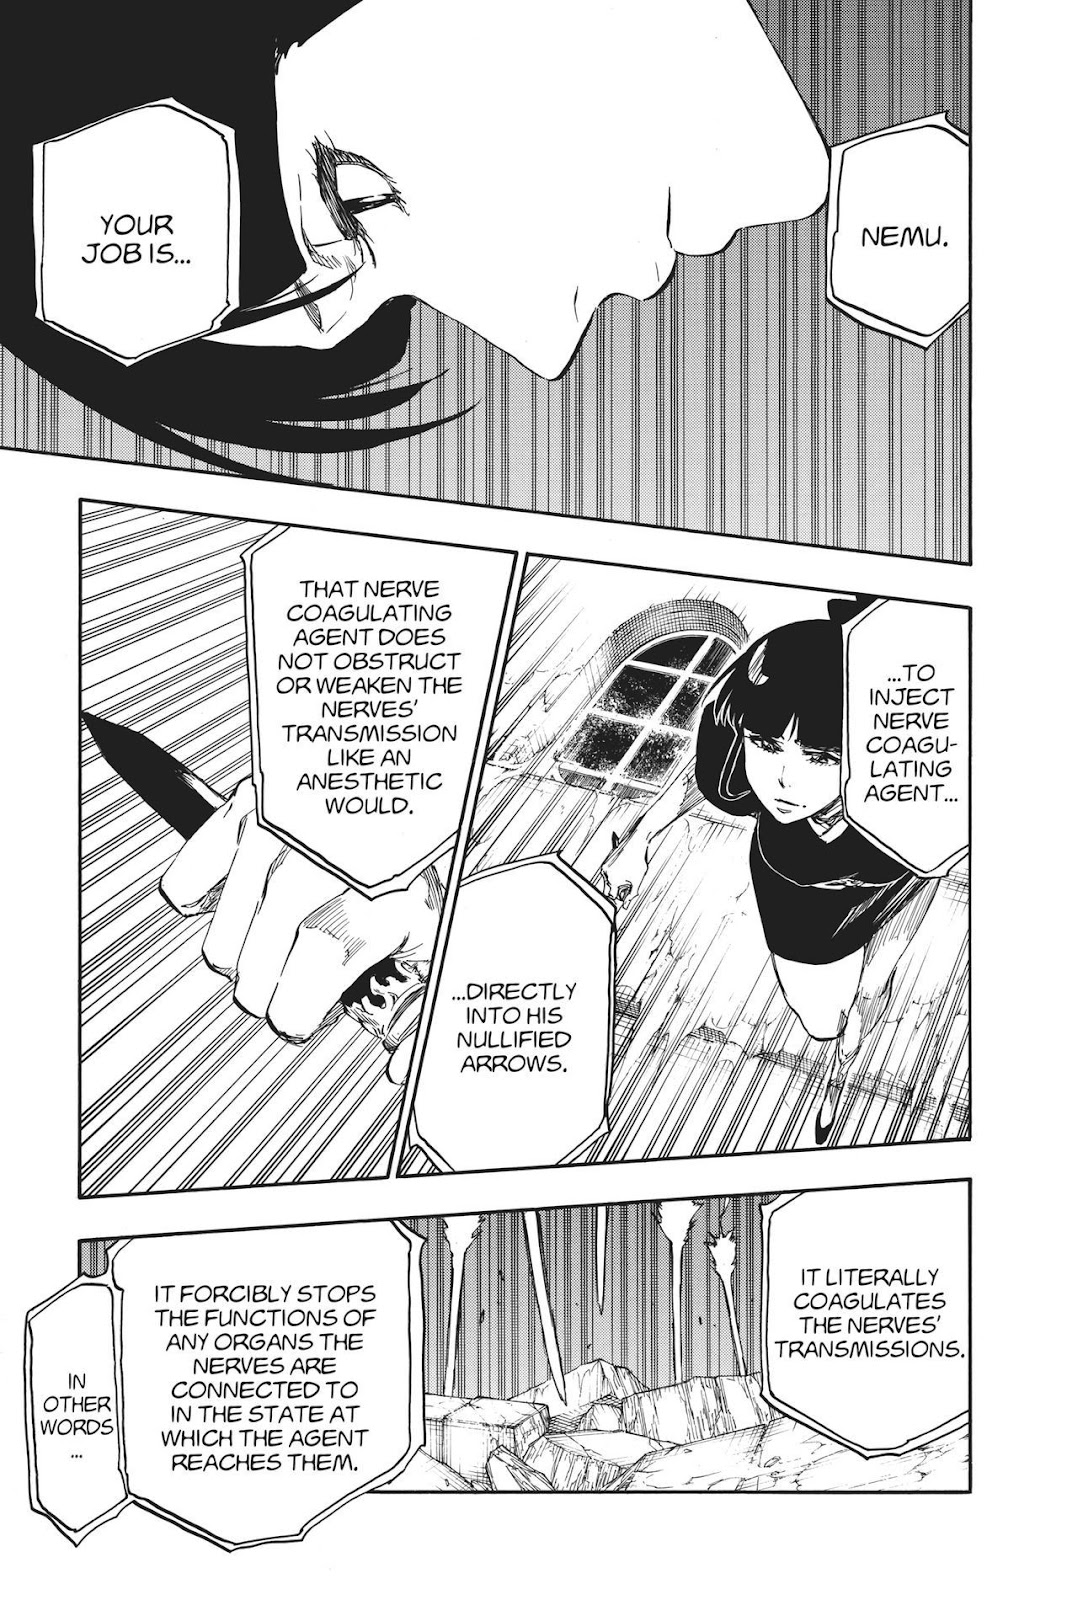 NEMU.
YOUR
JOB IS...
...TO
INJECT
NERVE
COAGU-
LATING
AGENT...
...DIRECTLY
INTO HIS
NULLIFIED
ARROWS.
THAT NERVE
COAGULATING
AGENT DOES
NOT OBSTRUCT
OR WEAKEN THE
NERVES'
TRANSMISSION
LIKE AN
ANESTHETIC
WOULD.
IT LITERALLY
COAGULATES
THE NERVES'
TRANSMISSIONS.
IT FORCIBLY STOPS
THE FUNCTIONS OF
ANY ORGANS THE
NERVES ARE
CONNECTED TO
IN THE STATE AT
WHICH THE AGENT
REACHES THEM.
IN
OTHER
WORDS
...